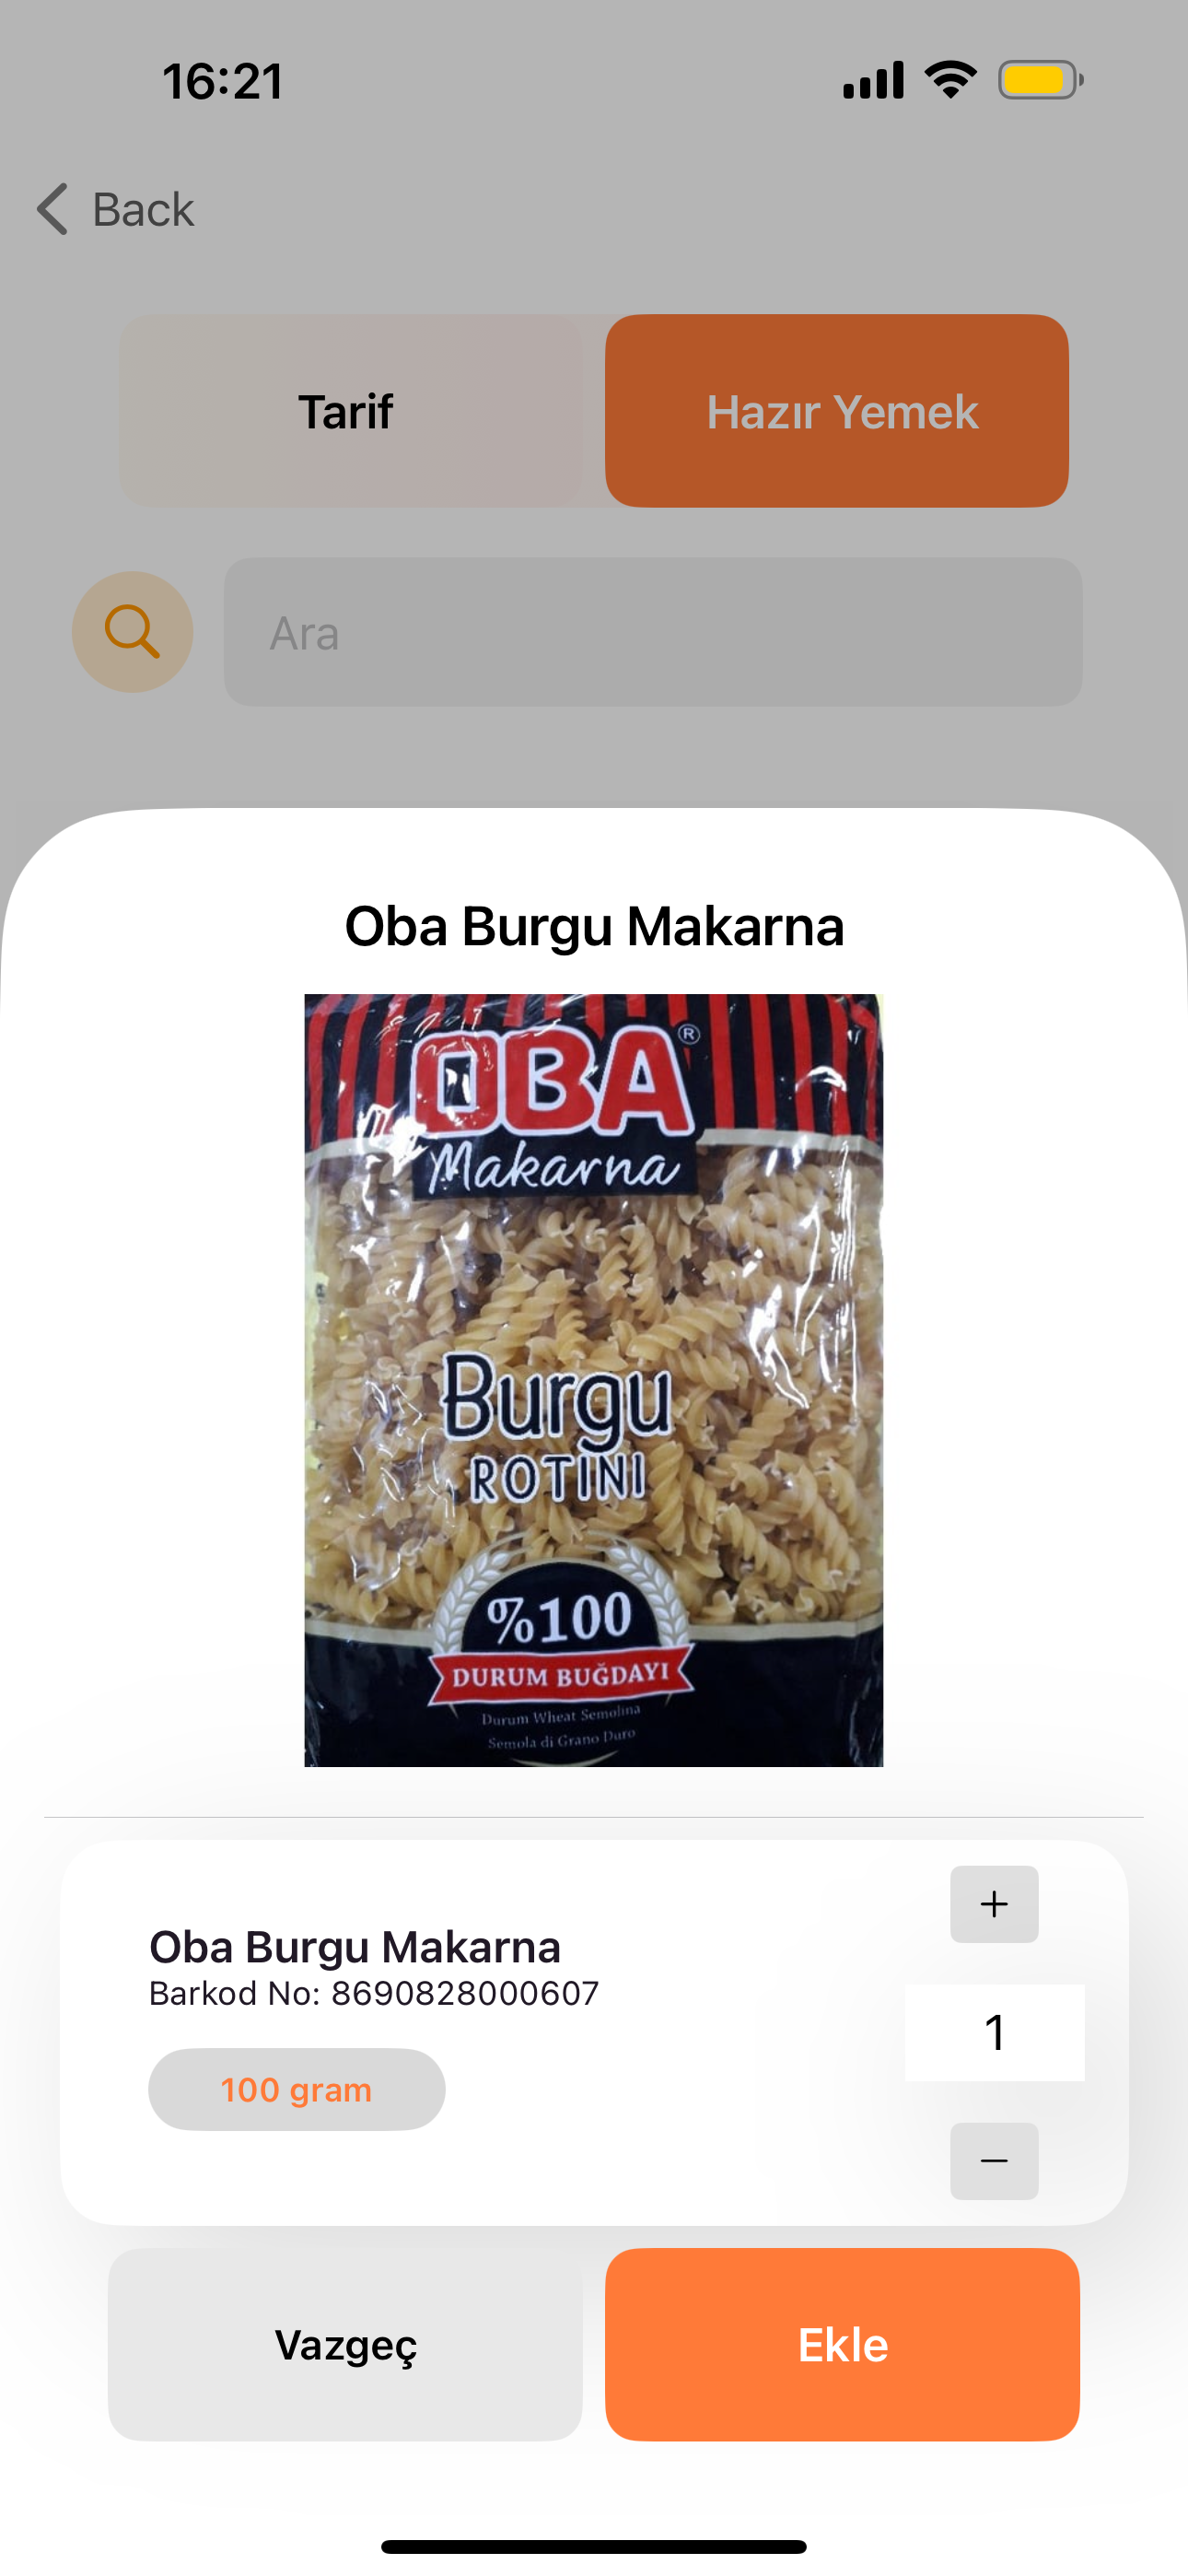 16:21
Back
Tarif
Hazır Yemek
Ara
Oba Burgu Makarna
OBA®
Makarna
Burgu
ROTINI
%100
DURUM BUĞDAYI
Durum Wheat Semolina
Semola di Grano Duro
Oba Burgu Makarna
Barkod No: 8690828000607
100 gram
+
1
−
Vazgeç
Ekle